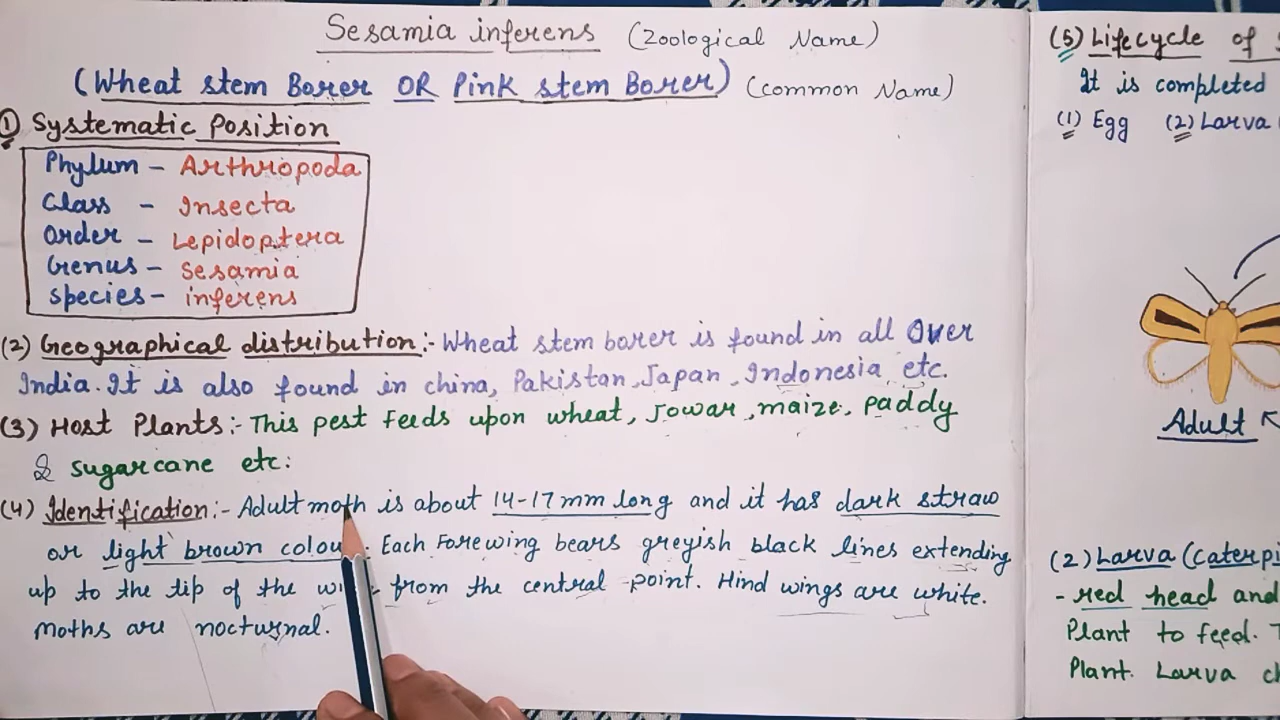 Sesamia inferens (Zoological Name)
(Wheat stem Borer OR Pink stem Borer) (common Name)
(1) Systematic Position
Phylum - Arthropoda
Class - Insecta
Order - Lepidoptera
Genus - Sesamia
Species - inferens
(2) Geographical distribution :- Wheat stem borer is found in all over
India. It is also found in china, Pakistan, Japan, Indonesia etc.
(3) Host Plants :- This pest feeds upon wheat, Jowar, maize, Paddy
& sugarcane etc.
(4) Identification :- Adult moth is about 14-17 mm long and it has dark straw
or light brown colou. Each Forewing bears greyish black lines extending
up to the tip of the from the central point. Hind wings are white.
Moths are nocturnal.
(5) Lifecycle of
It is completed
(1) Egg (2) Larva
Adult
(2) Larva (Caterpi
- red head and
Plant to feed.
Plant. Larva